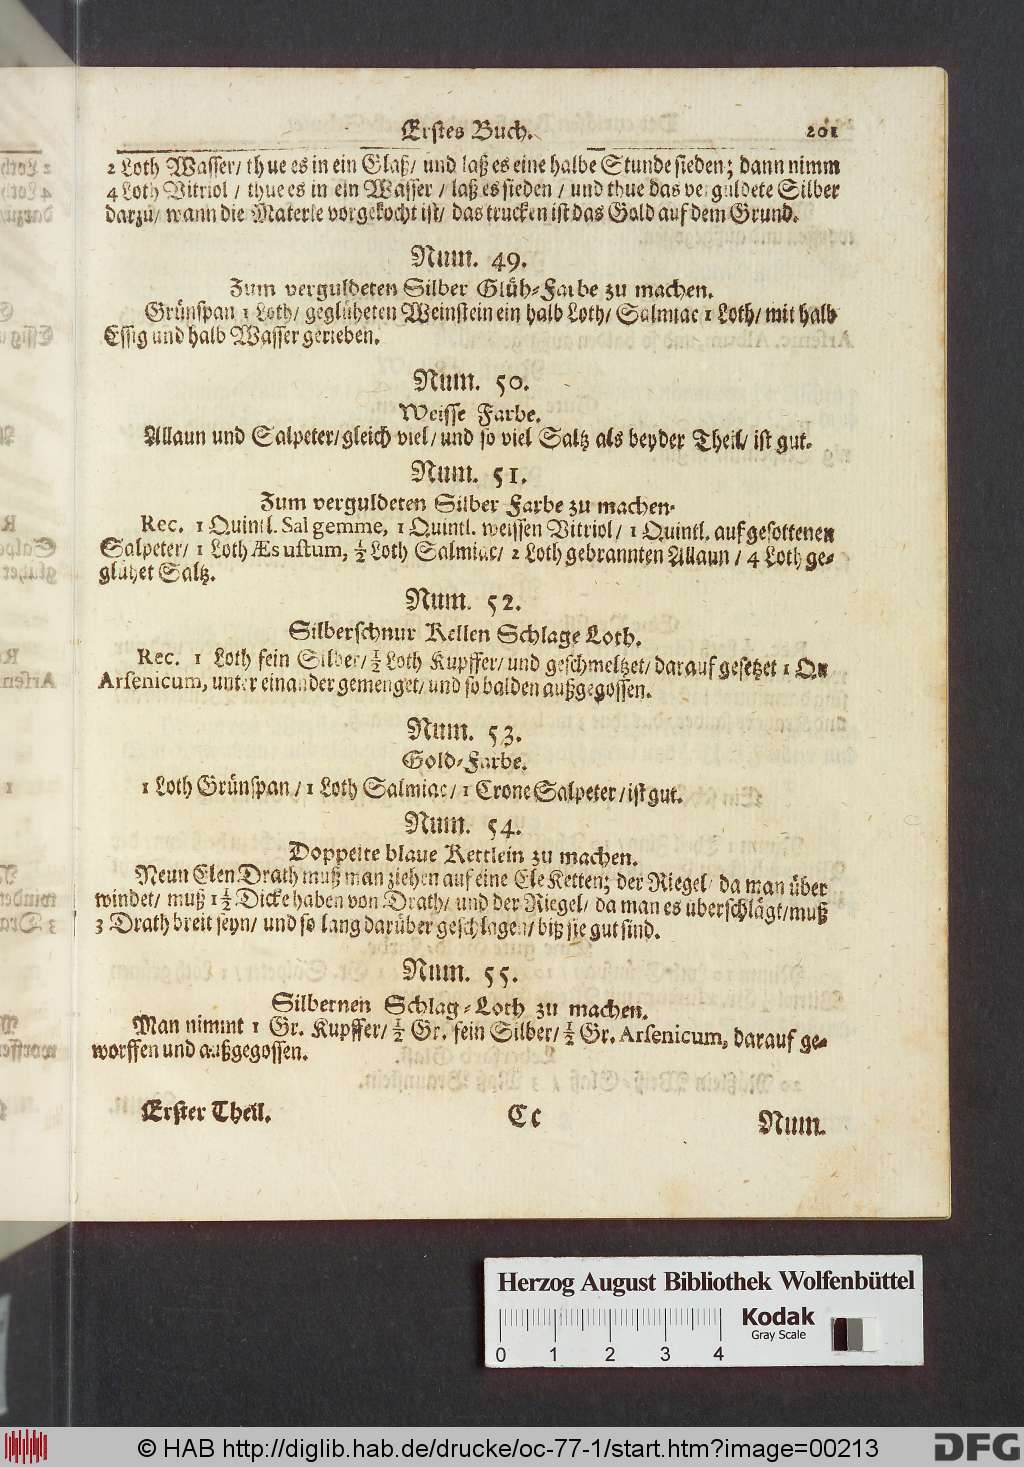 Erstes Buch. 201
2 Loth Wasser/ thue es in ein Glaß/ und laß es eine halbe Stunde sieden; dann nimm
4 Loth Vitriol / thue es in ein Wasser / laß es sieden / und thue das verguldete Silber
darzu/ wann die Materie vorgekocht ist/ das trucken ist das Gold auf dem Grund.
Num. 49.
Zum verguldeten Silber Glüh-Farbe zu machen.
Grünspan 1 Loth/ geglüheten Weinstein ein halb Loth/ Salmiac 1 Loth/ mit halb
Essig und halb Wasser gerieben.
Num. 50.
Weisse Farbe.
Allaun und Salpeter/ gleich viel/ und so viel Saltz als beyder Theil/ ist gut.
Num. 51.
Zum verguldeten Silber Farbe zu machen.
Rec. 1 Quintl. Sal gemme, 1 Quintl. weissen Vitriol/ 1 Quintl. aufgesottenen
Salpeter/ 1 Loth Æs ustum, ½ Loth Salmiac/ 2 Loth gebrannten Allaun / 4 Loth ge-
glühet Saltz.
Num. 52.
Silberschnur Kellen Schlage Loth.
Rec. 1 Loth fein Silber/ ½ Loth Kupffer/ und geschmeltzet/ darauf gesetzet 1 Qu
Arsenicum, unter einander gemenget/ und so balden außgegossen.
Num. 53.
Gold-Farbe.
1 Loth Grünspan / 1 Loth Salmiac/ 1 Crone Salpeter/ ist gut.
Num. 54.
Doppelte blaue Kettlein zu machen.
Neun Elen Drath muß man ziehen auf eine Ele Ketten; der Riegel/ da man über
windet/ muß 1½ Dicke haben von Drath/ und der Riegel/ da man es überschlägt/ muß
3 Drath breit seyn/ und so lang darüber geschlagen/ biß sie gut sind.
Num. 55.
Silbernen Schlag-Loth zu machen.
Man nimmt 1 Gr. Kupffer/ ½ Gr. fein Silber/ ½ Gr. Arsenicum, darauf ge-
worffen und außgegossen.
Erster Theil. Cc Num.
Herzog August Bibliothek Wolfenbüttel
Kodak
Gray Scale
0 1 2 3 4
© HAB http://diglib.hab.de/drucke/oc-77-1/start.htm?image=00213
DFG